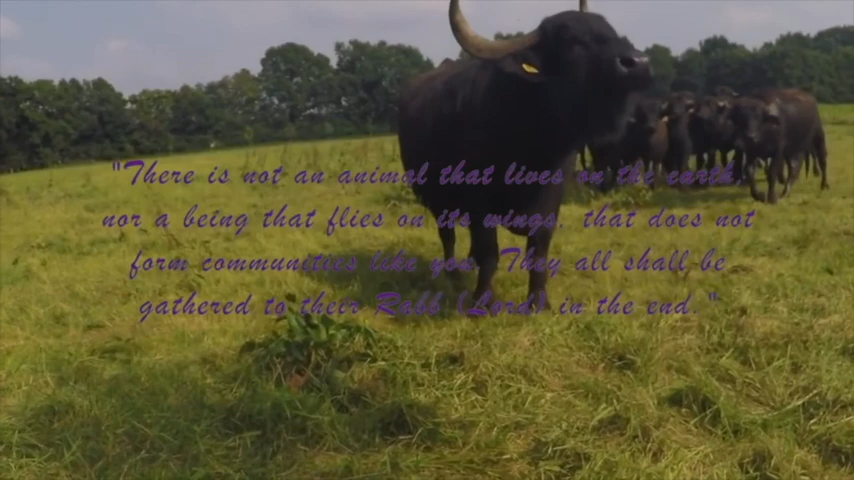 "There is not an animal that lives on the earth,
nor a being that flies on its wings. that does not
form communities like you. They all shall be
gathered to their Rabb (Lord) in the end."